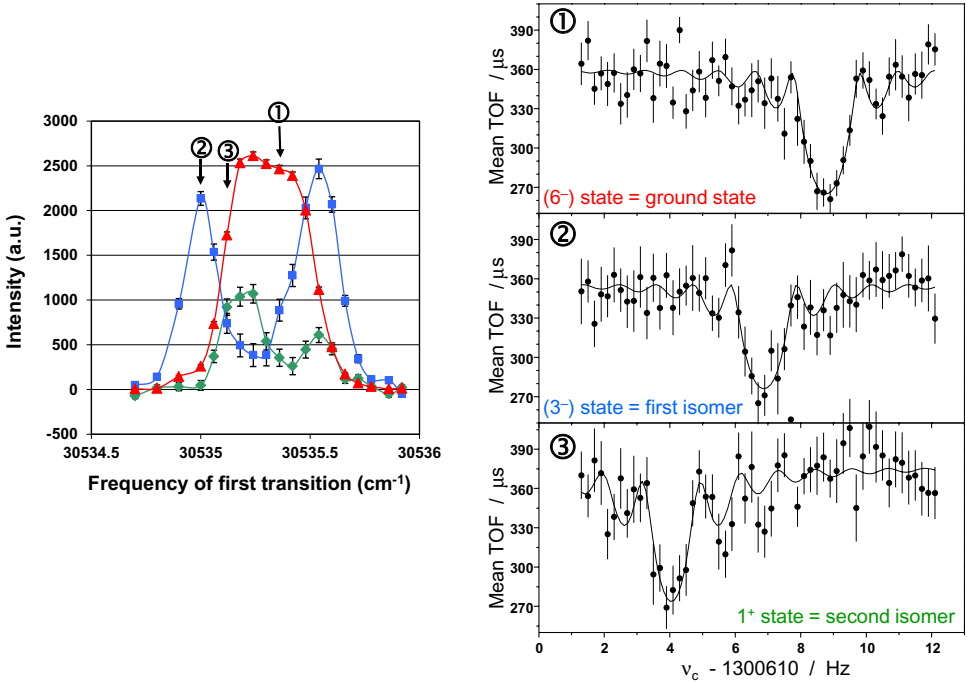 ① ② ③
3000
2500
2000
1500
1000
500
0
-500
30534.5 30535 30535.5 30536
Intensity (a.u.)
Frequency of first transition (cm⁻¹)
①
390
360
330
300
270
Mean TOF / µs
(6⁻) state = ground state
②
390
360
330
300
270
Mean TOF / µs
(3⁻) state = first isomer
③
390
360
330
300
270
Mean TOF / µs
1⁺ state = second isomer
0 2 4 6 8 10 12
ν_c - 1300610 / Hz